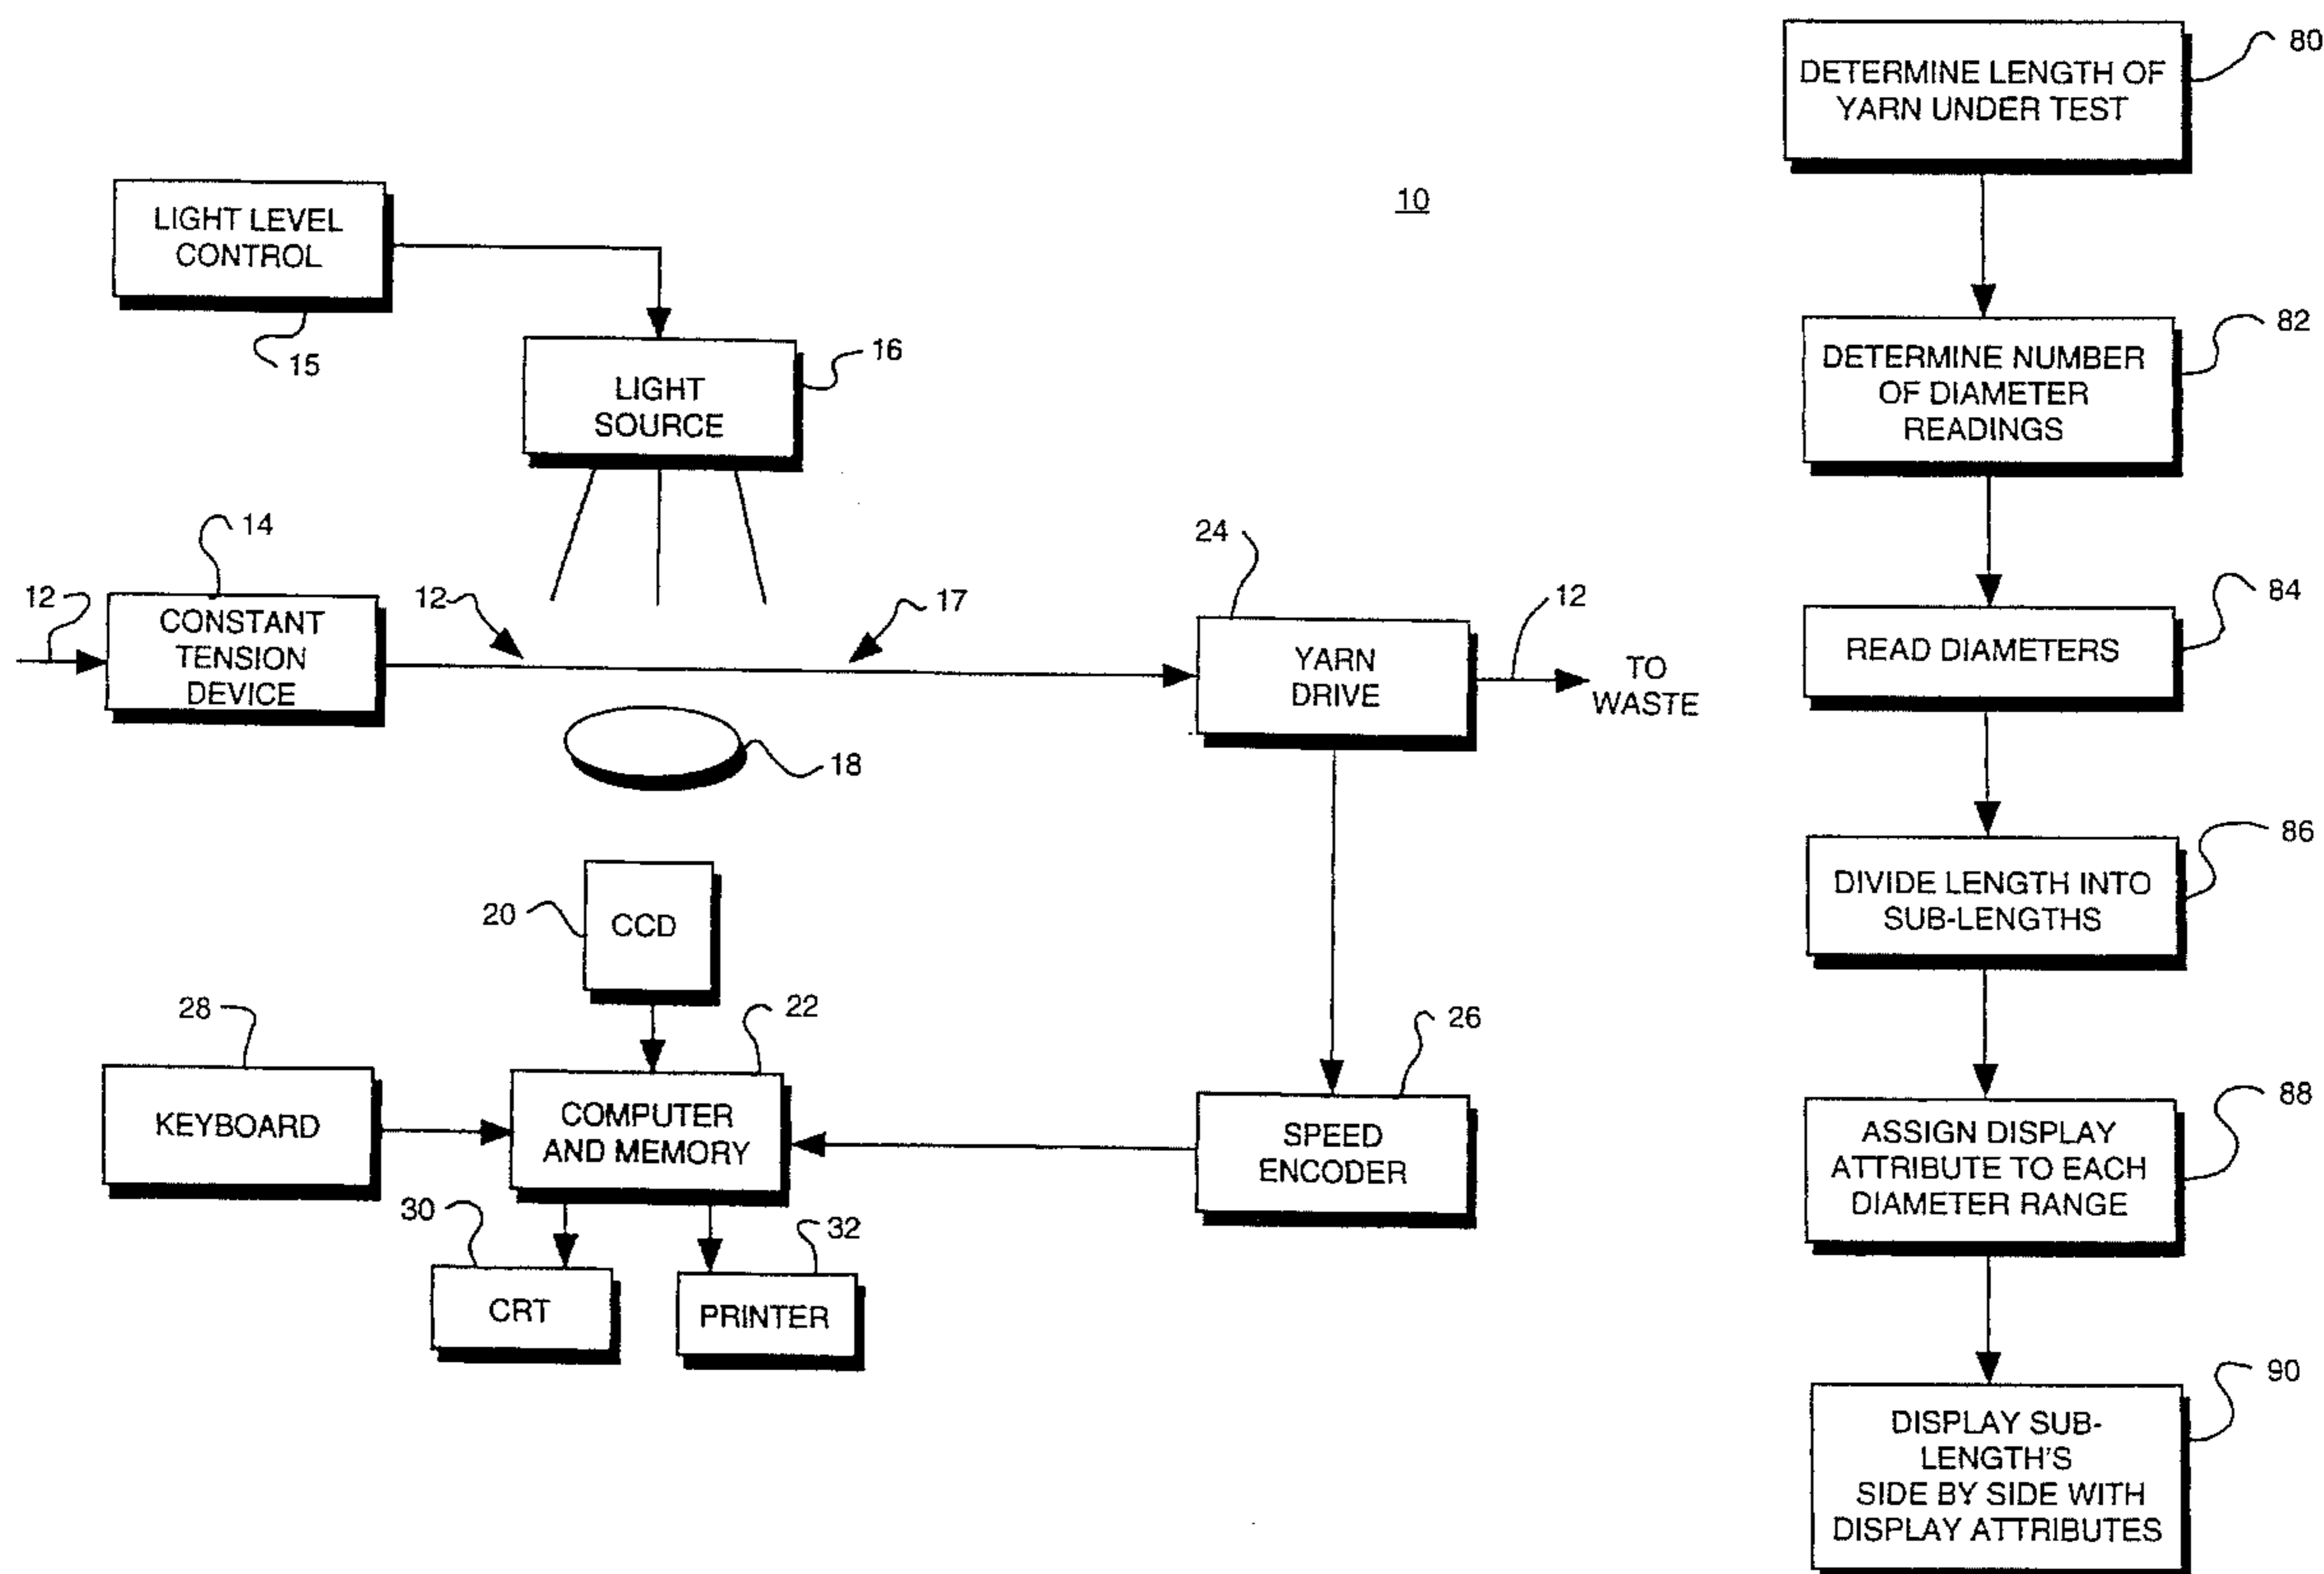 10
LIGHT LEVEL
CONTROL
15
LIGHT
SOURCE
16
14
12
CONSTANT
TENSION
DEVICE
12
17
18
24
YARN
DRIVE
12
TO
WASTE
20
CCD
28
KEYBOARD
22
COMPUTER
AND MEMORY
26
SPEED
ENCODER
30
CRT
32
PRINTER
80
DETERMINE LENGTH OF
YARN UNDER TEST
82
DETERMINE NUMBER
OF DIAMETER
READINGS
84
READ DIAMETERS
86
DIVIDE LENGTH INTO
SUB-LENGTHS
88
ASSIGN DISPLAY
ATTRIBUTE TO EACH
DIAMETER RANGE
90
DISPLAY SUB-
LENGTH'S
SIDE BY SIDE WITH
DISPLAY ATTRIBUTES